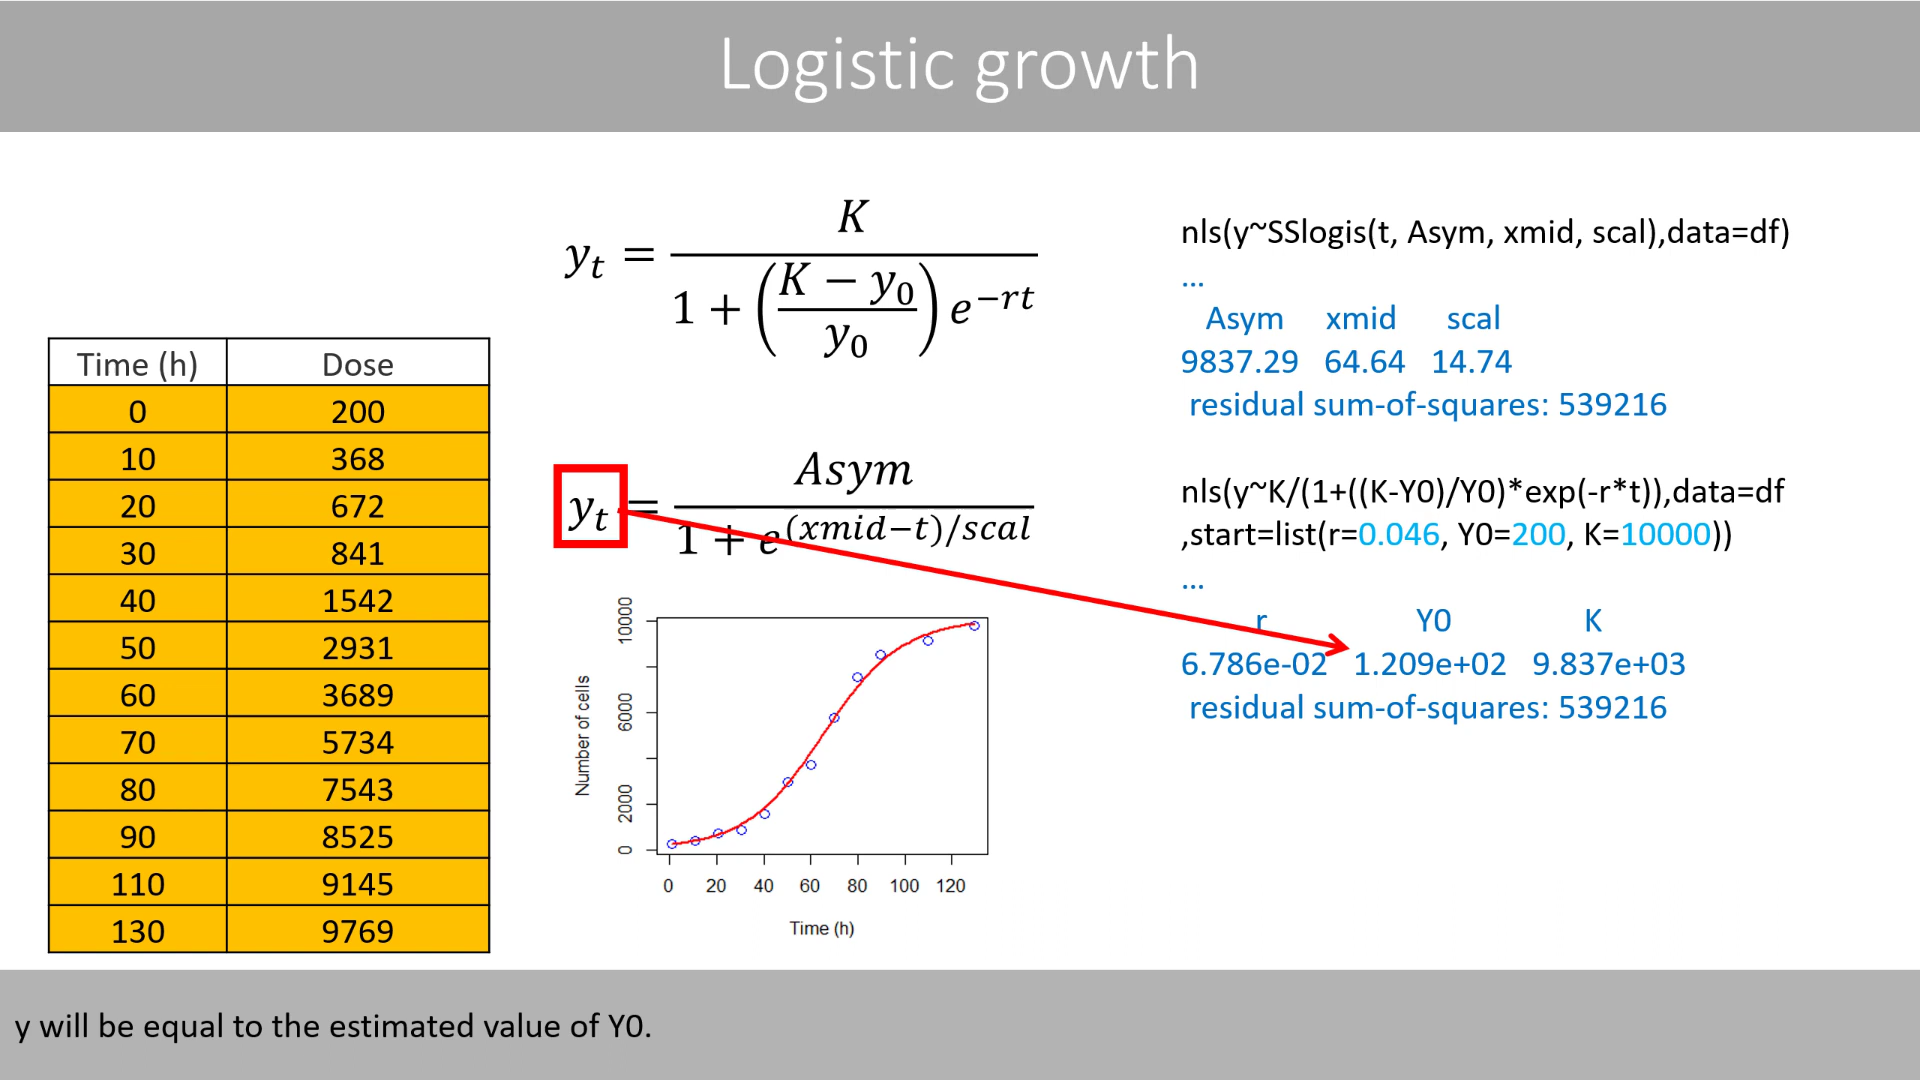 Logistic growth
Time (h) Dose
0 200
10 368
20 672
30 841
40 1542
50 2931
60 3689
70 5734
80 7543
90 8525
110 9145
130 9769
y_t = K / (1 + ((K − y_0) / y_0) e^{−rt})
y_t = Asym / (1 + e^{(xmid−t)/scal})
Number of cells
10000
6000
2000
0
0 20 40 60 80 100 120
Time (h)
nls(y~SSlogis(t, Asym, xmid, scal),data=df)
...
Asym xmid scal
9837.29 64.64 14.74
residual sum-of-squares: 539216
nls(y~K/(1+((K-Y0)/Y0)*exp(-r*t)),data=df
,start=list(r=0.046, Y0=200, K=10000))
...
r Y0 K
6.786e-02 1.209e+02 9.837e+03
residual sum-of-squares: 539216
y will be equal to the estimated value of Y0.